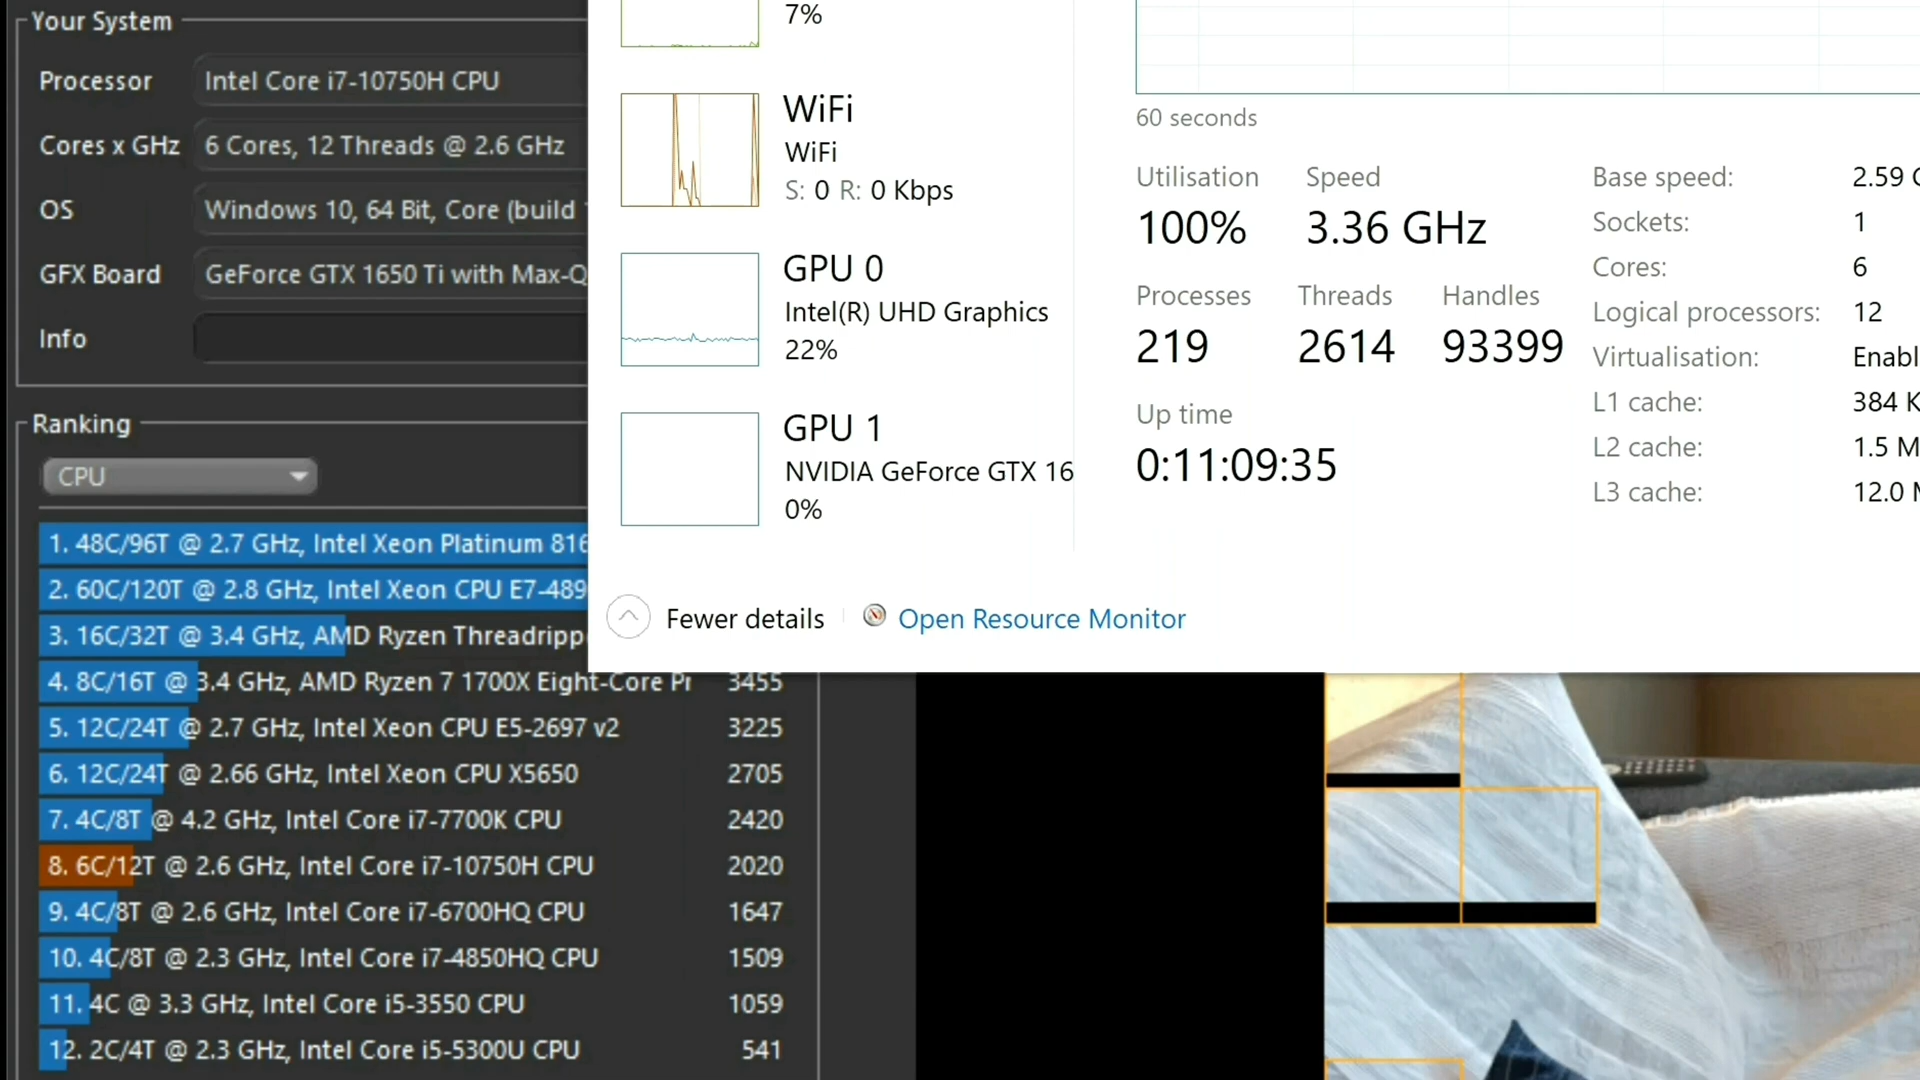 Your System
Processor
Intel Core i7-10750H CPU
Cores x GHz
6 Cores, 12 Threads @ 2.6 GHz
OS
Windows 10, 64 Bit, Core (build
GFX Board
GeForce GTX 1650 Ti with Max-Q
Info
Ranking
CPU
1. 48C/96T @ 2.7 GHz, Intel Xeon Platinum 816
2. 60C/120T @ 2.8 GHz, Intel Xeon CPU E7-489
3. 16C/32T @ 3.4 GHz, AMD Ryzen Threadripp
4. 8C/16T @ 3.4 GHz, AMD Ryzen 7 1700X Eight-Core Pr 3455
5. 12C/24T @ 2.7 GHz, Intel Xeon CPU E5-2697 v2 3225
6. 12C/24T @ 2.66 GHz, Intel Xeon CPU X5650 2705
7. 4C/8T @ 4.2 GHz, Intel Core i7-7700K CPU 2420
8. 6C/12T @ 2.6 GHz, Intel Core i7-10750H CPU 2020
9. 4C/8T @ 2.6 GHz, Intel Core i7-6700HQ CPU 1647
10. 4C/8T @ 2.3 GHz, Intel Core i7-4850HQ CPU 1509
11. 4C @ 3.3 GHz, Intel Core i5-3550 CPU 1059
12. 2C/4T @ 2.3 GHz, Intel Core i5-5300U CPU 541
7%
WiFi
WiFi
S: 0 R: 0 Kbps
GPU 0
Intel(R) UHD Graphics
22%
GPU 1
NVIDIA GeForce GTX 16
0%
60 seconds
Utilisation Speed
100% 3.36 GHz
Processes Threads Handles
219 2614 93399
Up time
0:11:09:35
Base speed: 2.59 G
Sockets: 1
Cores: 6
Logical processors: 12
Virtualisation: Enabl
L1 cache: 384 K
L2 cache: 1.5 M
L3 cache: 12.0 M
Fewer details
Open Resource Monitor